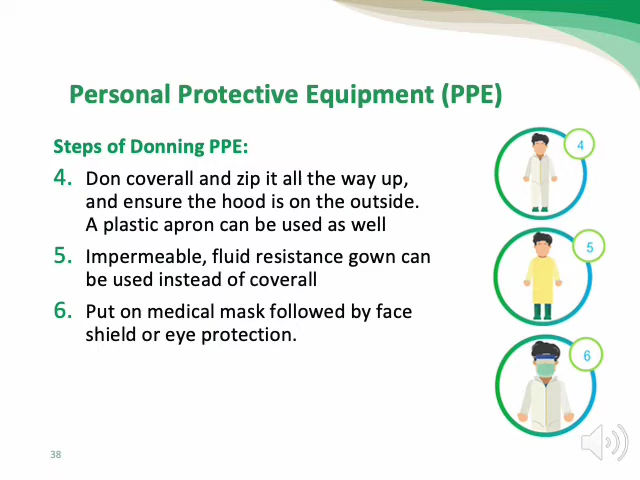 Personal Protective Equipment (PPE)
Steps of Donning PPE:
4. Don coverall and zip it all the way up,
and ensure the hood is on the outside.
A plastic apron can be used as well
5. Impermeable, fluid resistance gown can
be used instead of coverall
6. Put on medical mask followed by face
shield or eye protection.
4
5
6
38